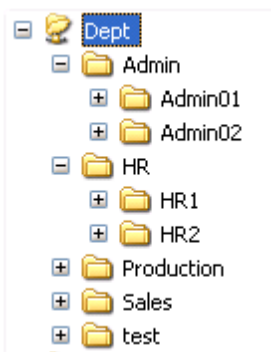 Dept
Admin
Admin01
Admin02
HR
HR1
HR2
Production
Sales
test